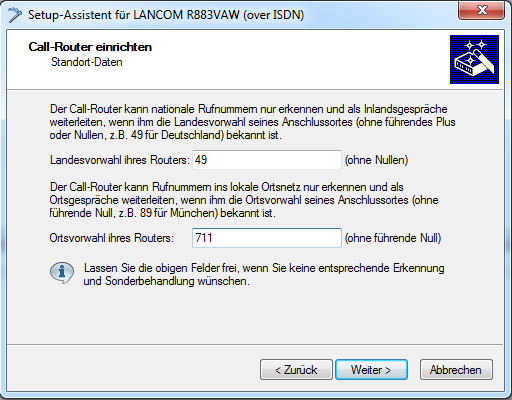 Setup-Assistent für LANCOM R883VAW (over ISDN)
Call-Router einrichten
Standort-Daten
Der Call-Router kann nationale Rufnummern nur erkennen und als Inlandsgespräche
weiterleiten, wenn ihm die Landesvorwahl seines Anschlussortes (ohne führendes Plus
oder Nullen, z.B. 49 für Deutschland) bekannt ist.
Landesvorwahl ihres Routers: 49 (ohne Nullen)
Der Call-Router kann Rufnummern ins lokale Ortsnetz nur erkennen und als
Ortsgespräche weiterleiten, wenn ihm die Ortsvorwahl seines Anschlussortes (ohne
führende Null, z.B. 89 für München) bekannt ist.
Ortsvorwahl ihres Routers: 711 (ohne führende Null)
Lassen Sie die obigen Felder frei, wenn Sie keine entsprechende Erkennung
und Sonderbehandlung wünschen.
< Zurück Weiter > Abbrechen